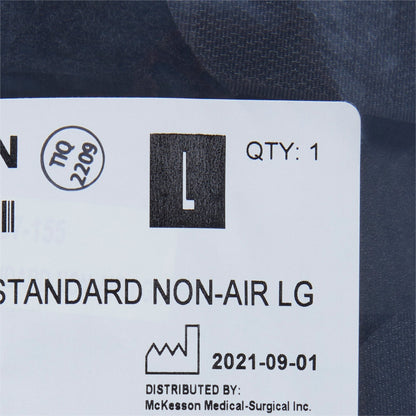 N
TIQ
2209
L
QTY: 1
STANDARD NON-AIR LG
2021-09-01
DISTRIBUTED BY:
McKesson Medical-Surgical Inc.